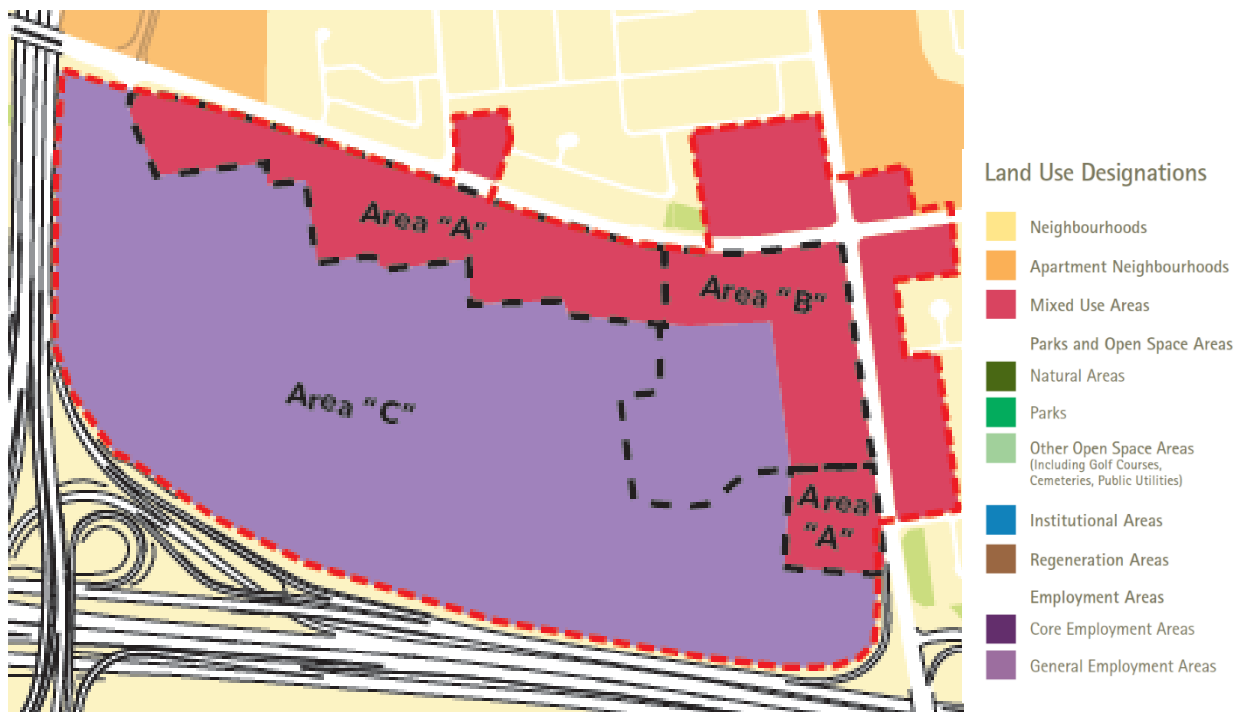 Area "A"
Area "B"
Area "C"
Area
"A"
Land Use Designations
Neighbourhoods
Apartment Neighbourhoods
Mixed Use Areas
Parks and Open Space Areas
Natural Areas
Parks
Other Open Space Areas
(Including Golf Courses,
Cemeteries, Public Utilities)
Institutional Areas
Regeneration Areas
Employment Areas
Core Employment Areas
General Employment Areas